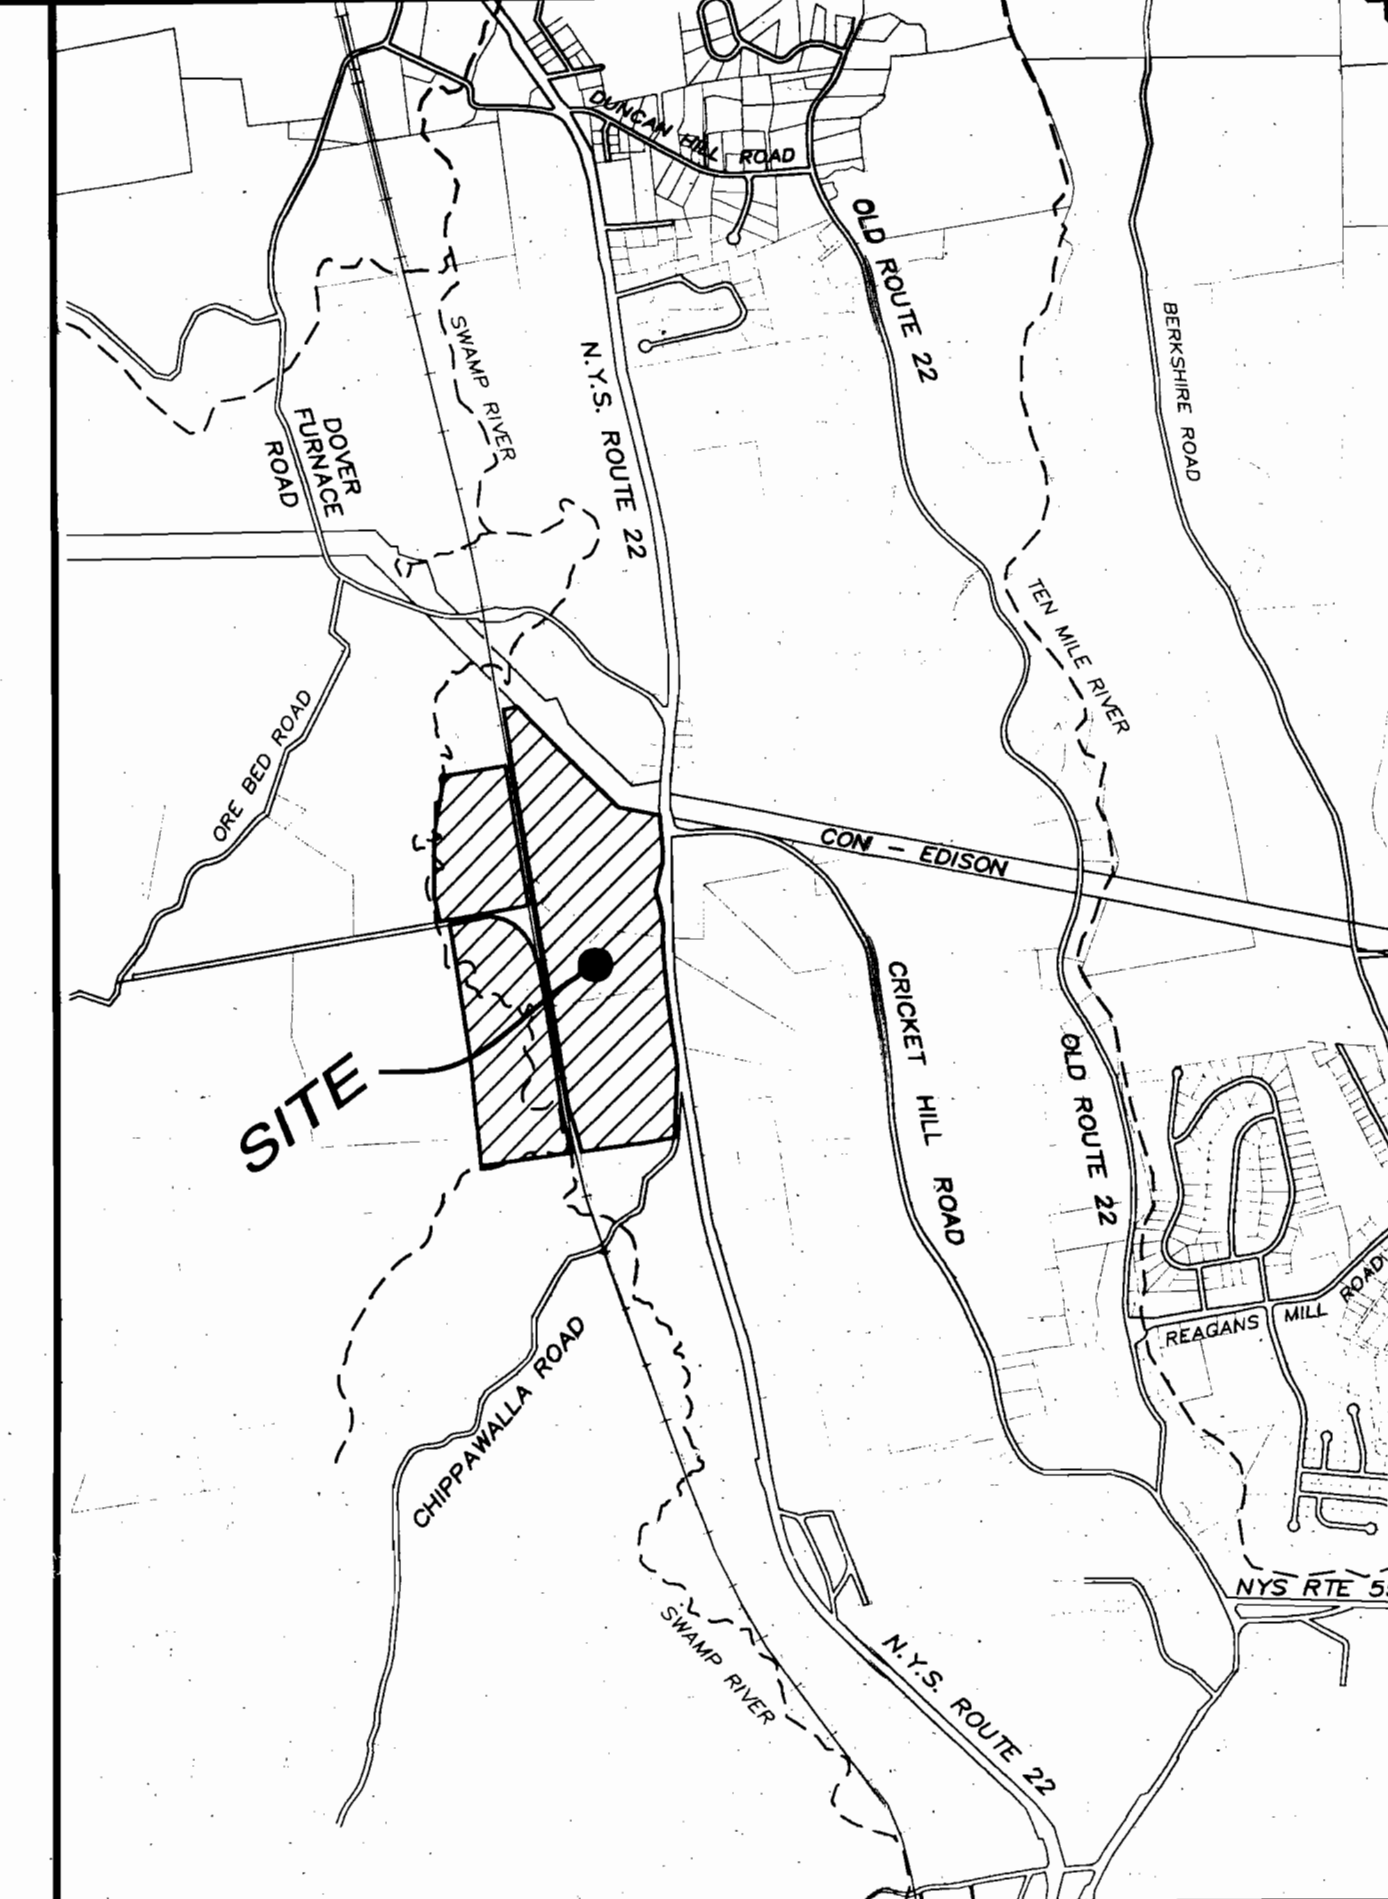 DUNCAN HILL ROAD
OLD ROUTE 22
BERKSHIRE ROAD
SWAMP RIVER
N.Y.S. ROUTE 22
DOVER
FURNACE
ROAD
TEN MILE RIVER
ORE BED ROAD
CON - EDISON
CRICKET HILL ROAD
SITE
OLD ROUTE 22
REAGANS MILL ROAD
CHIPPAWALLA ROAD
NYS RTE
SWAMP RIVER
N.Y.S. ROUTE 22